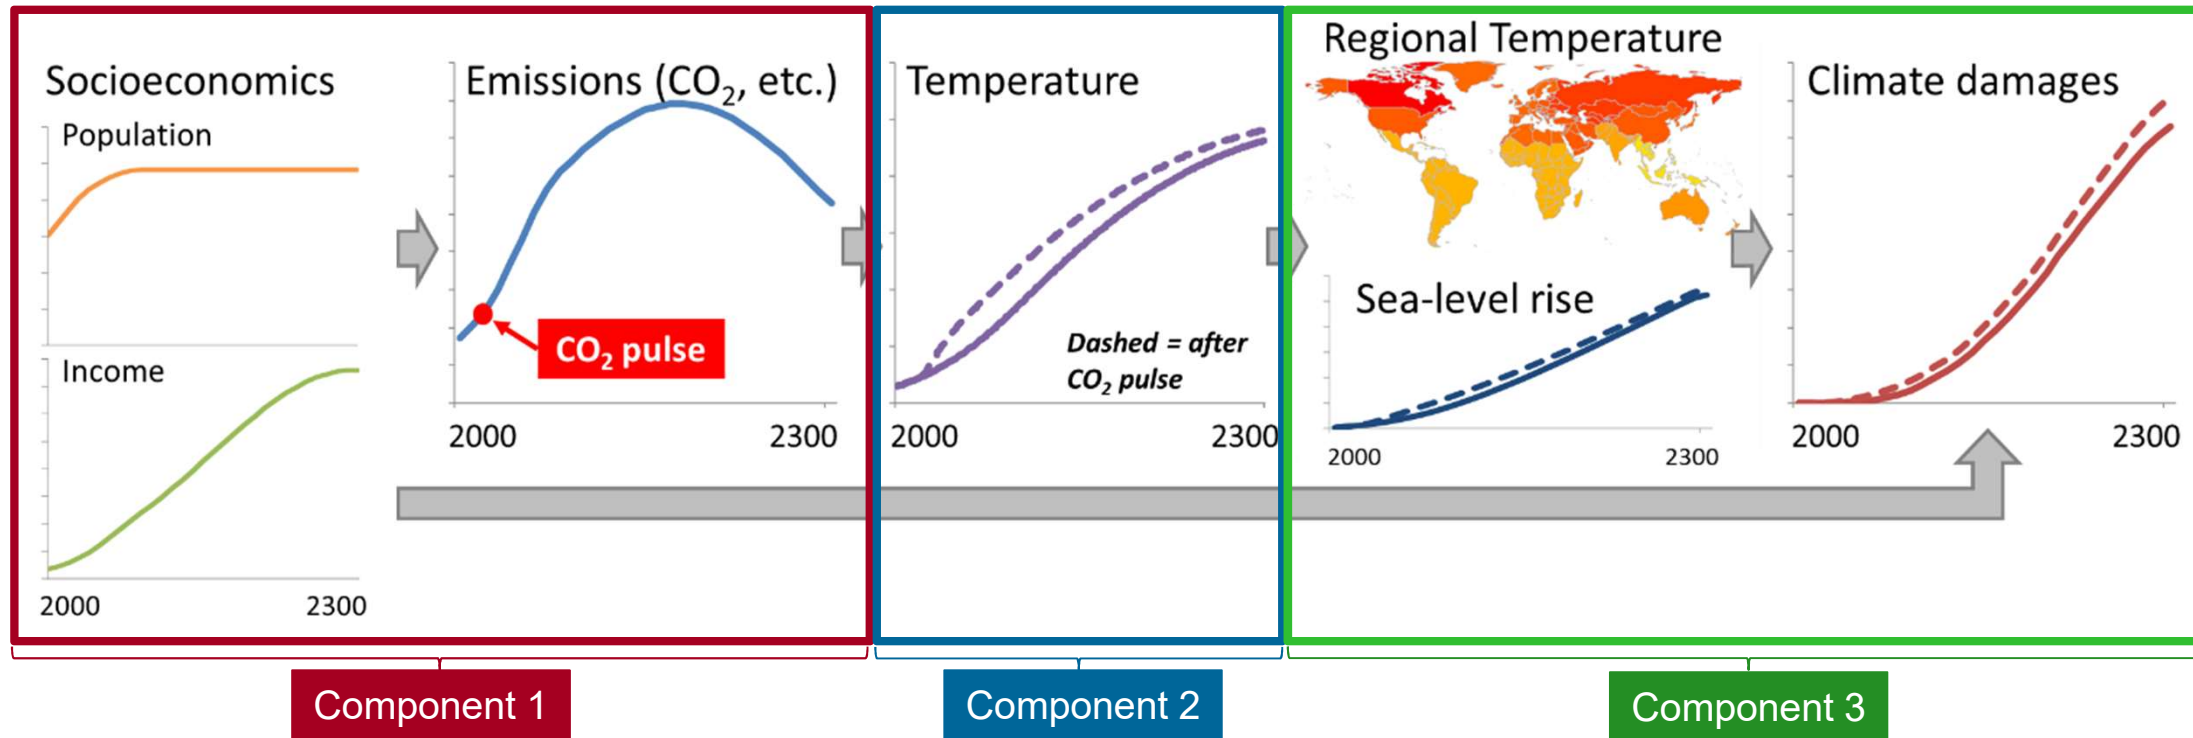 Socioeconomics
Population
Income
2000
2300
Emissions (CO₂, etc.)
CO₂ pulse
2000
2300
Temperature
Dashed = after
CO₂ pulse
2000
2300
Regional Temperature
Sea-level rise
2000
2300
Climate damages
2000
2300
Component 1
Component 2
Component 3